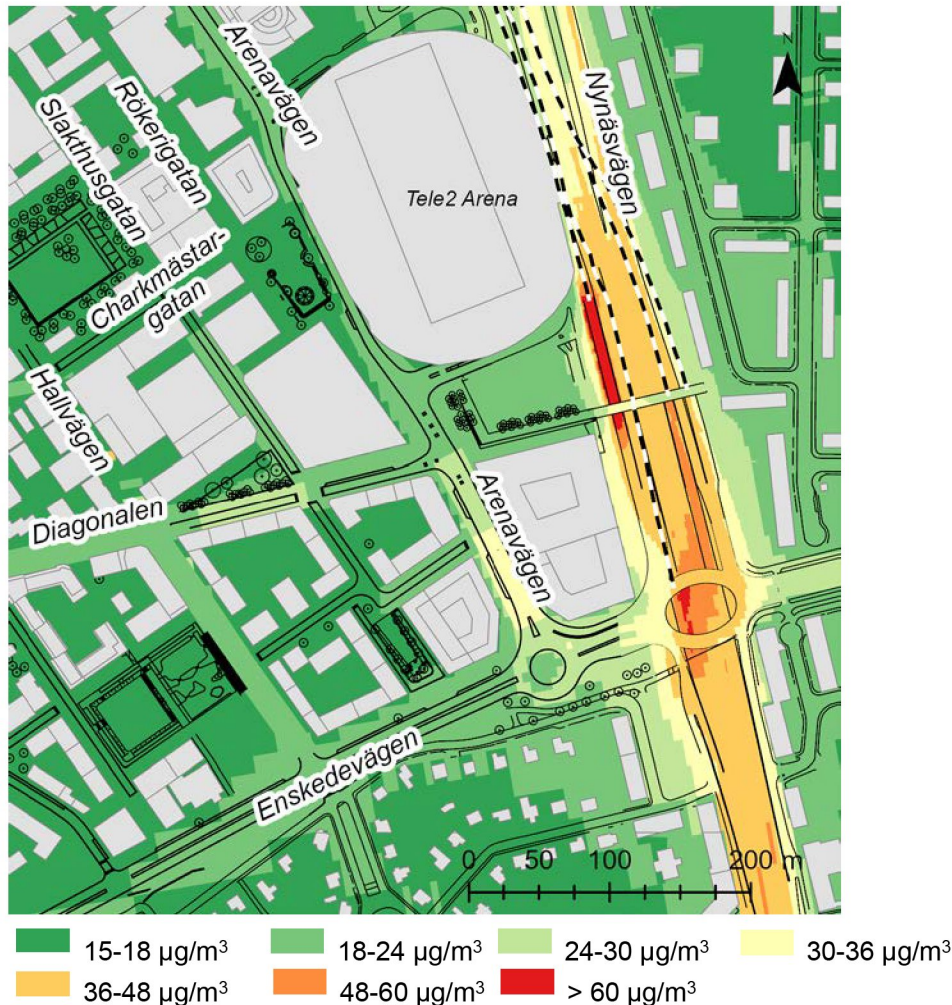 Arenavägen
Nynäsvägen
N
Rökerigatan
Slakthusgatan
Tele2 Arena
Charkmästar-
gatan
Hallvägen
Diagonalen
Arenavägen
Enskedevägen
0 50 100 200 m
15-18 µg/m³ 18-24 µg/m³ 24-30 µg/m³ 30-36 µg/m³
36-48 µg/m³ 48-60 µg/m³ > 60 µg/m³